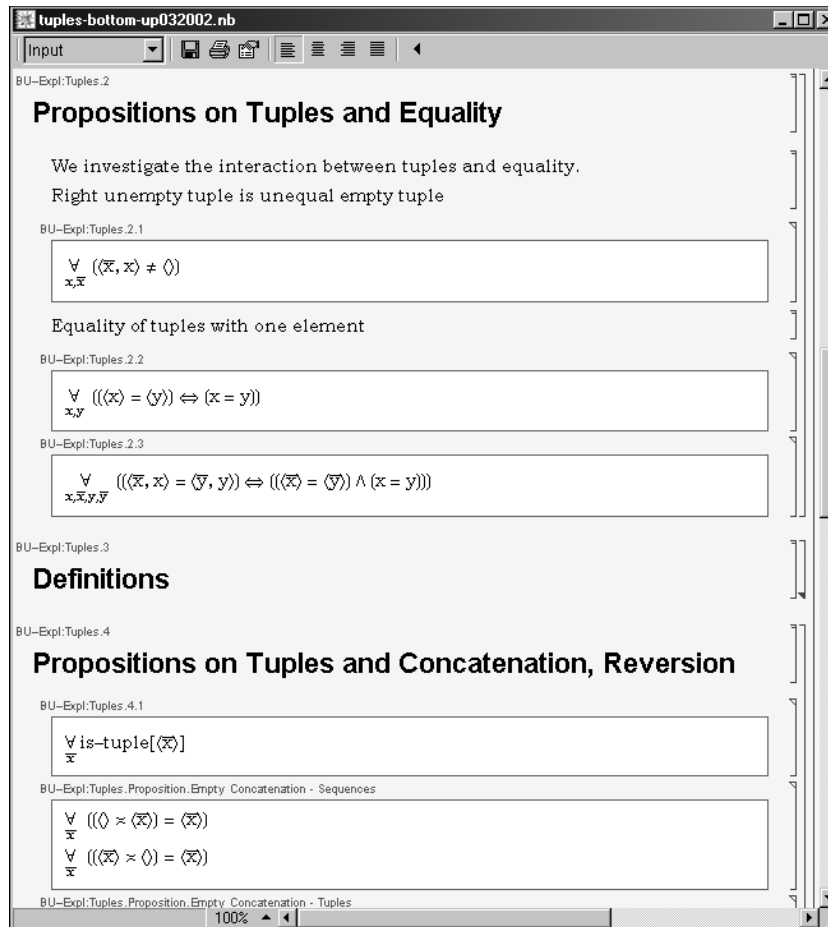 tuples-bottom-up032002.nb
Input
BU–Expl:Tuples.2
Propositions on Tuples and Equality
We investigate the interaction between tuples and equality.
Right unempty tuple is unequal empty tuple
BU–Expl:Tuples.2.1
∀ (⟨x̅, x⟩ ≠ ⟨⟩)
x,x̅
Equality of tuples with one element
BU–Expl:Tuples.2.2
∀ ((⟨x⟩ = ⟨y⟩) ⇔ (x = y))
x,y
BU–Expl:Tuples.2.3
∀ ((⟨x̅, x⟩ = ⟨y̅, y⟩) ⇔ ((⟨x̅⟩ = ⟨y̅⟩) ∧ (x = y)))
x,x̅,y,y̅
BU–Expl:Tuples.3
Definitions
BU–Expl:Tuples.4
Propositions on Tuples and Concatenation, Reversion
BU–Expl:Tuples.4.1
∀ is–tuple[⟨x̅⟩]
x̅
BU–Expl:Tuples.Proposition.Empty Concatenation - Sequences
∀ ((⟨⟩ ≍ ⟨x̅⟩) = ⟨x̅⟩)
x̅
∀ ((⟨x̅⟩ ≍ ⟨⟩) = ⟨x̅⟩)
x̅
BU–Expl:Tuples.Proposition.Empty Concatenation - Tuples
100%